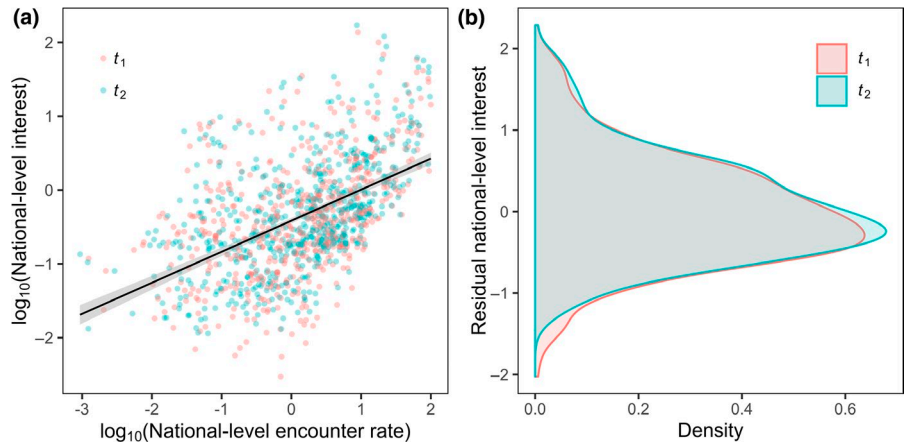 (a)
t₁
t₂
log₁₀(National-level interest)
2
1
0
−1
−2
−3
−2
−1
0
1
2
log₁₀(National-level encounter rate)
(b)
t₁
t₂
Residual national-level interest
2
1
0
−1
−2
0.0
0.2
0.4
0.6
Density